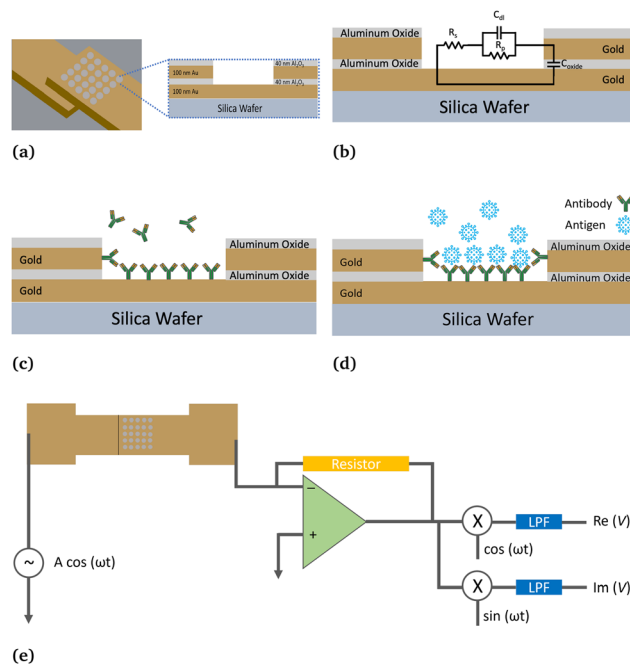 40 nm Al₂O₃
100 nm Au
40 nm Al₂O₃
100 nm Au
Silica Wafer
(a)
Aluminum Oxide
Aluminum Oxide
Rₛ
C_dl
Rₚ
C_oxide
Gold
Gold
Silica Wafer
(b)
Gold
Gold
Aluminum Oxide
Aluminum Oxide
Silica Wafer
(c)
Antibody
Antigen
Gold
Gold
Aluminum Oxide
Aluminum Oxide
Silica Wafer
(d)
Resistor
−
+
~
A cos (ωt)
X
LPF
Re (V)
cos (ωt)
X
LPF
Im (V)
sin (ωt)
(e)